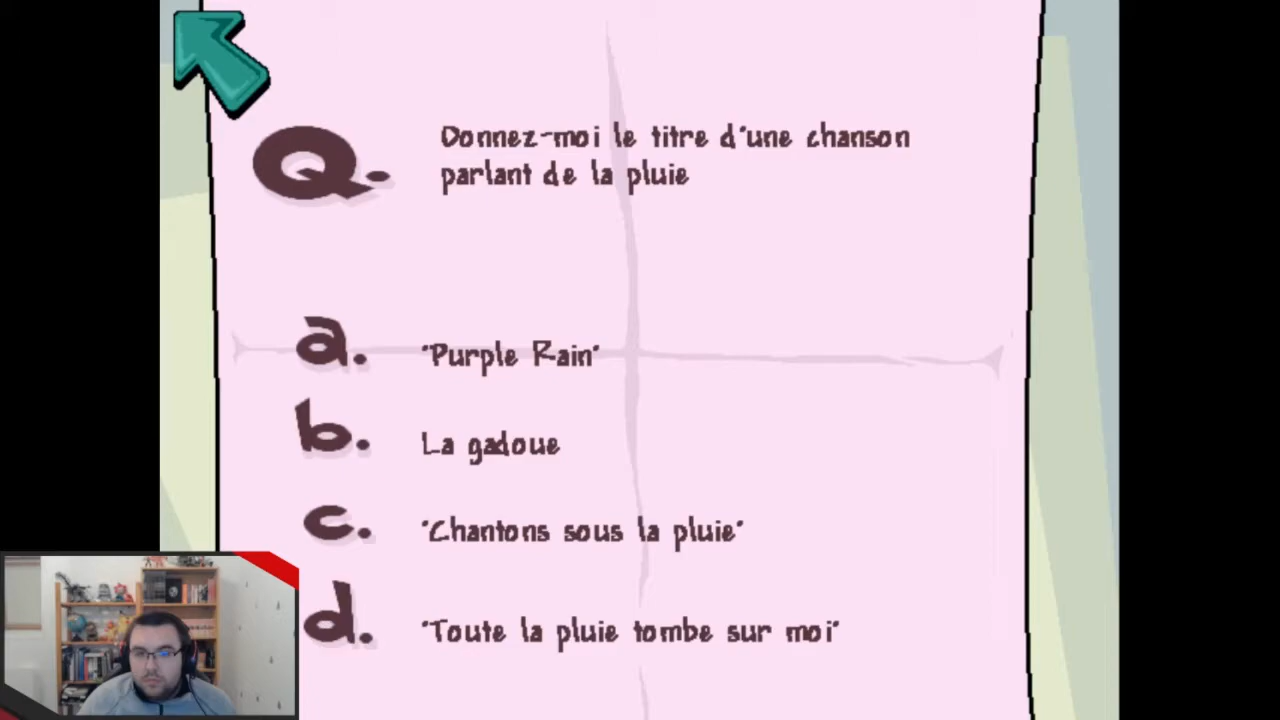 Q. Donnez-moi le titre d'une chanson
parlant de la pluie
a. "Purple Rain"
b. La gadoue
c. "Chantons sous la pluie"
d. "Toute la pluie tombe sur moi"